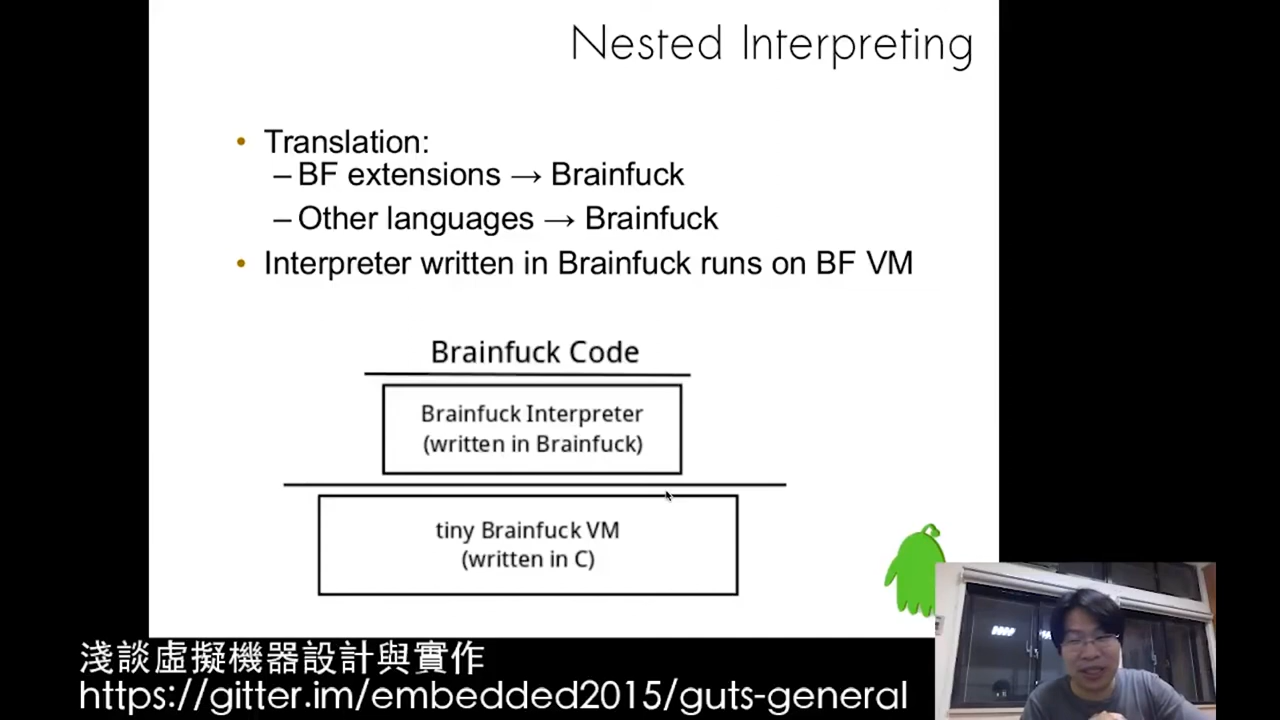 Nested Interpreting
• Translation:
– BF extensions → Brainfuck
– Other languages → Brainfuck
• Interpreter written in Brainfuck runs on BF VM
Brainfuck Code
Brainfuck Interpreter
(written in Brainfuck)
tiny Brainfuck VM
(written in C)
淺談虛擬機器設計與實作
https://gitter.im/embedded2015/guts-general